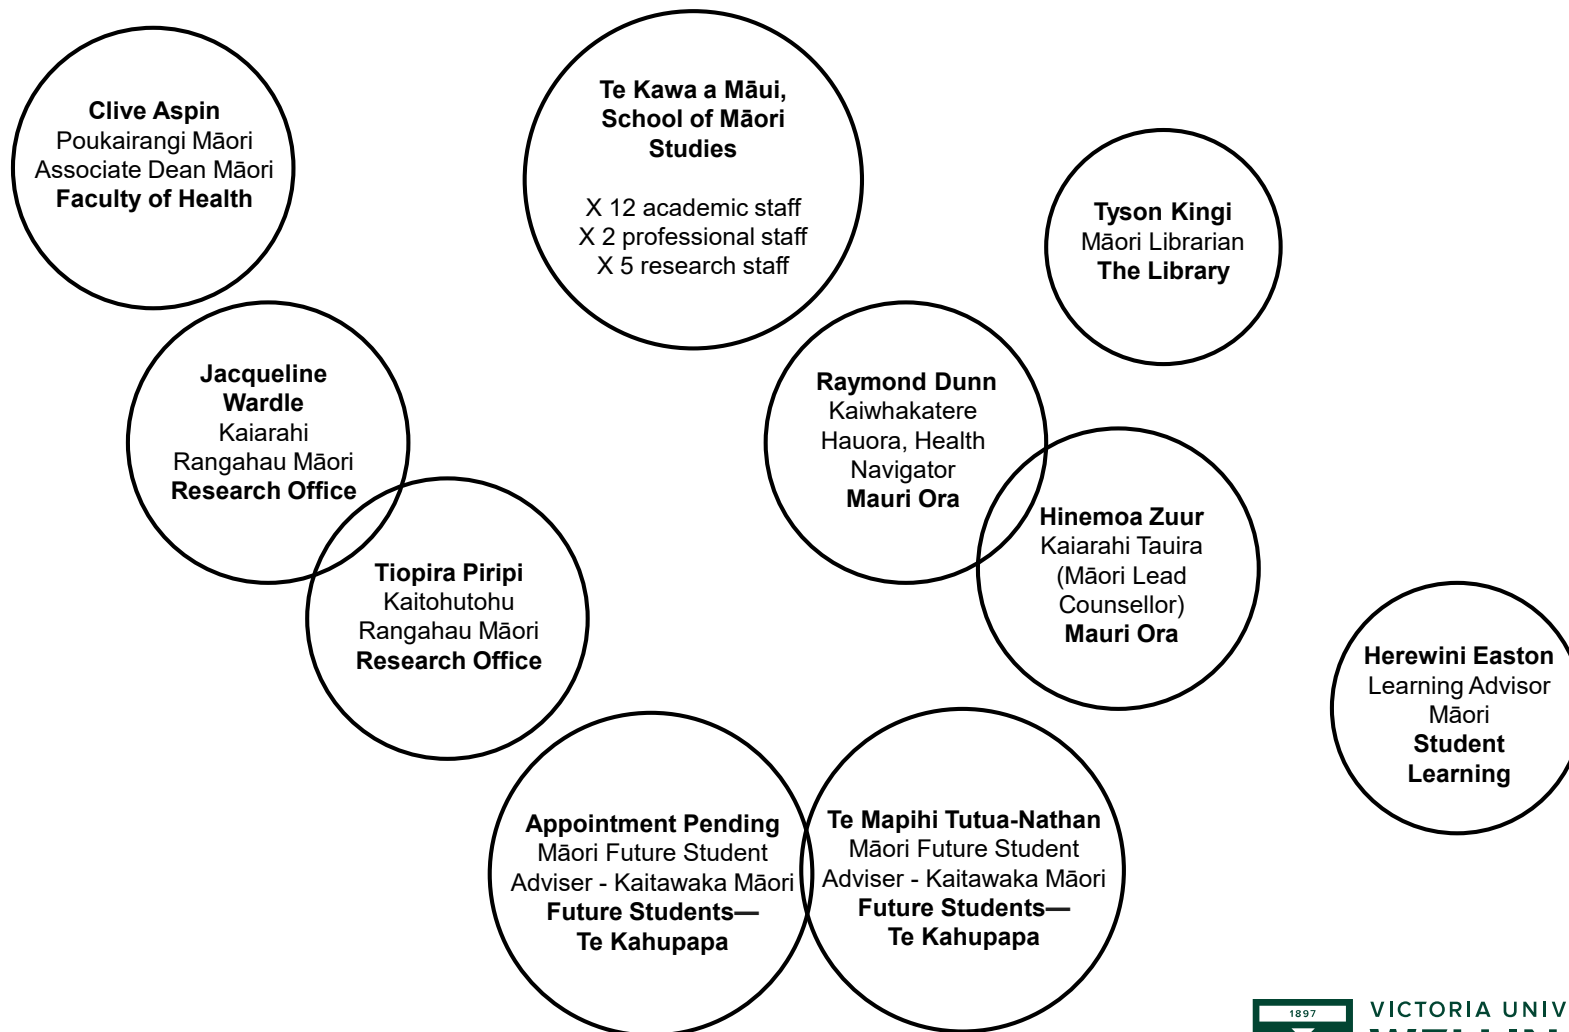 Clive Aspin
Poukairangi Māori
Associate Dean Māori
Faculty of Health
Te Kawa a Māui,
School of Māori
Studies
X 12 academic staff
X 2 professional staff
X 5 research staff
Tyson Kingi
Māori Librarian
The Library
Jacqueline
Wardle
Kaiarahi
Rangahau Māori
Research Office
Raymond Dunn
Kaiwhakatere
Hauora, Health
Navigator
Mauri Ora
Tiopira Piripi
Kaitohutohu
Rangahau Māori
Research Office
Hinemoa Zuur
Kaiarahi Tauira
(Māori Lead
Counsellor)
Mauri Ora
Herewini Easton
Learning Advisor
Māori
Student
Learning
Appointment Pending
Māori Future Student
Adviser - Kaitawaka Māori
Future Students—
Te Kahupapa
Te Mapihi Tutua-Nathan
Māori Future Student
Adviser - Kaitawaka Māori
Future Students—
Te Kahupapa
1897
VICTORIA UNIV